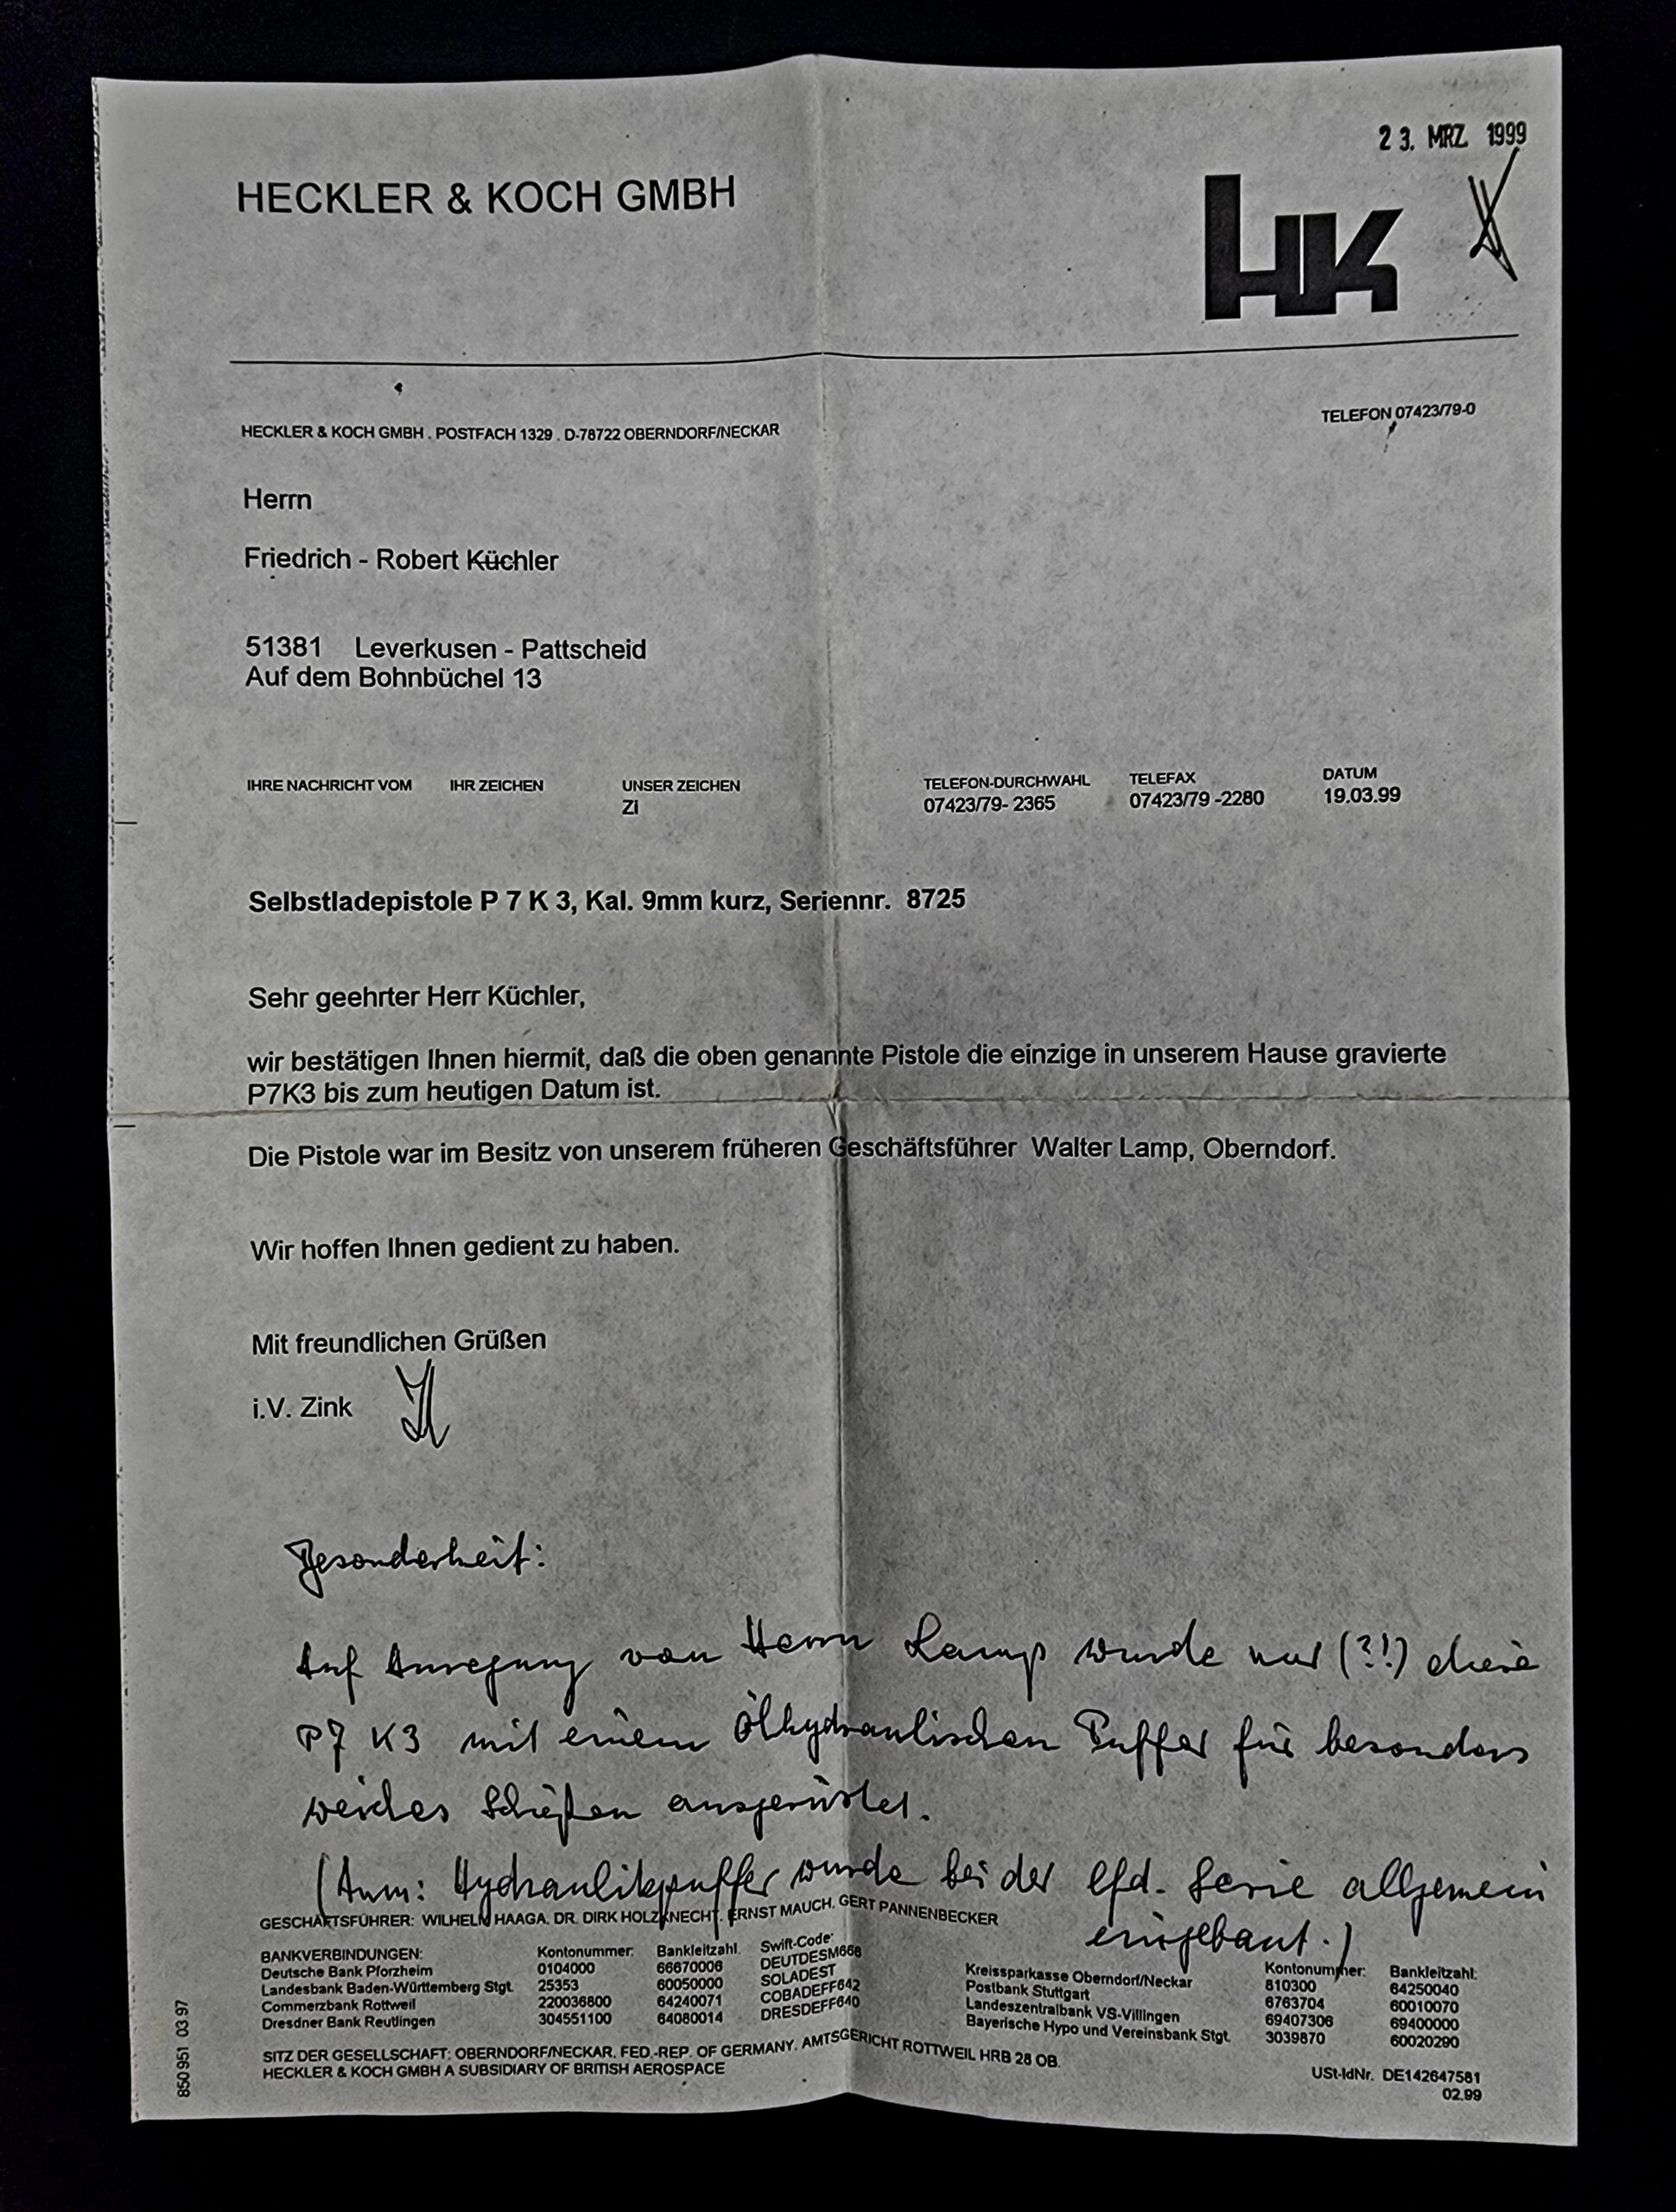 23. MRZ. 1999
HECKLER & KOCH GMBH
HK
TELEFON 07423/79-0
HECKLER & KOCH GMBH . POSTFACH 1329 . D-78722 OBERNDORF/NECKAR
Herrn
Friedrich - Robert Küchler
51381 Leverkusen - Pattscheid
Auf dem Bohnbüchel 13
IHRE NACHRICHT VOM IHR ZEICHEN UNSER ZEICHEN TELEFON-DURCHWAHL TELEFAX DATUM
Zi 07423/79- 2365 07423/79 -2280 19.03.99
Selbstladepistole P 7 K 3, Kal. 9mm kurz, Seriennr. 8725
Sehr geehrter Herr Küchler,
wir bestätigen Ihnen hiermit, daß die oben genannte Pistole die einzige in unserem Hause gravierte
P7K3 bis zum heutigen Datum ist.
Die Pistole war im Besitz von unserem früheren Geschäftsführer Walter Lamp, Oberndorf.
Wir hoffen Ihnen gedient zu haben.
Mit freundlichen Grüßen
i.V. Zink
Besonderheit:
Auf Anregung von Herrn Lamp wurde nur (?!) diese
P7 K3 mit einem ölhydraulischen Puffer für besonders
weiches Schießen ausgerüstet.
(Anm: Hydraulikpuffer wurde bei der lfd. Serie allgemein
eingebaut.)
GESCHÄFTSFÜHRER: WILHELM HAAGA, DR. DIRK HOLZKNECHT, ERNST MAUCH, GERT PANNENBECKER
BANKVERBINDUNGEN: Kontonummer: Bankleitzahl: Swift-Code:
Deutsche Bank Pforzheim 0104000 66670006 DEUTDESM666
Landesbank Baden-Württemberg Stgt. 25353 60050000 SOLADEST
Commerzbank Rottweil 220036800 64240071 COBADEFF642
Dresdner Bank Reutlingen 304551100 64080014 DRESDEFF640
Kontonummer: Bankleitzahl:
Kreissparkasse Oberndorf/Neckar 810300 64250040
Postbank Stuttgart 6763704 60010070
Landeszentralbank VS-Villingen 69407306 69400000
Bayerische Hypo und Vereinsbank Stgt. 3039870 60020290
SITZ DER GESELLSCHAFT: OBERNDORF/NECKAR, FED.-REP. OF GERMANY, AMTSGERICHT ROTTWEIL HRB 28 OB.
HECKLER & KOCH GMBH A SUBSIDIARY OF BRITISH AEROSPACE
USt-IdNr. DE142647581
02.99
850 951 03 97